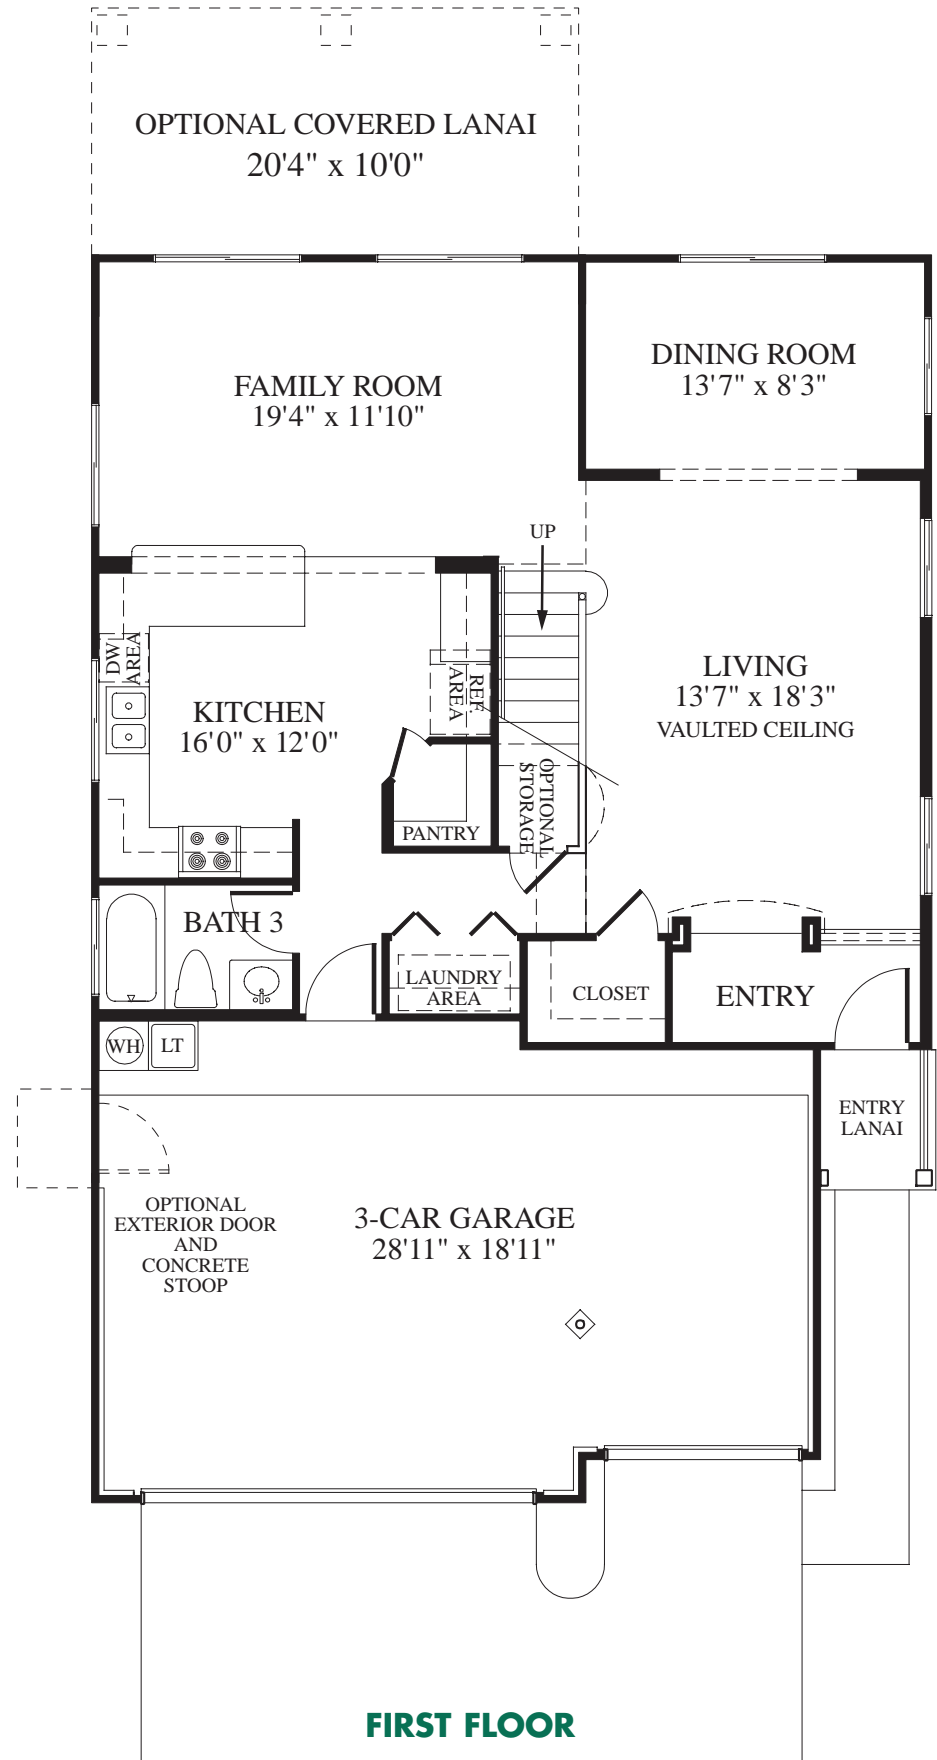 OPTIONAL COVERED LANAI
20'4" x 10'0"
DINING ROOM
13'7" x 8'3"
FAMILY ROOM
19'4" x 11'10"
UP
DW
AREA
REF.
AREA
KITCHEN
16'0" x 12'0"
LIVING
13'7" x 18'3"
VAULTED CEILING
OPTIONAL
STORAGE
PANTRY
BATH 3
LAUNDRY
AREA
CLOSET
ENTRY
WH
LT
ENTRY
LANAI
OPTIONAL
EXTERIOR DOOR
AND
CONCRETE
STOOP
3-CAR GARAGE
28'11" x 18'11"
FIRST FLOOR